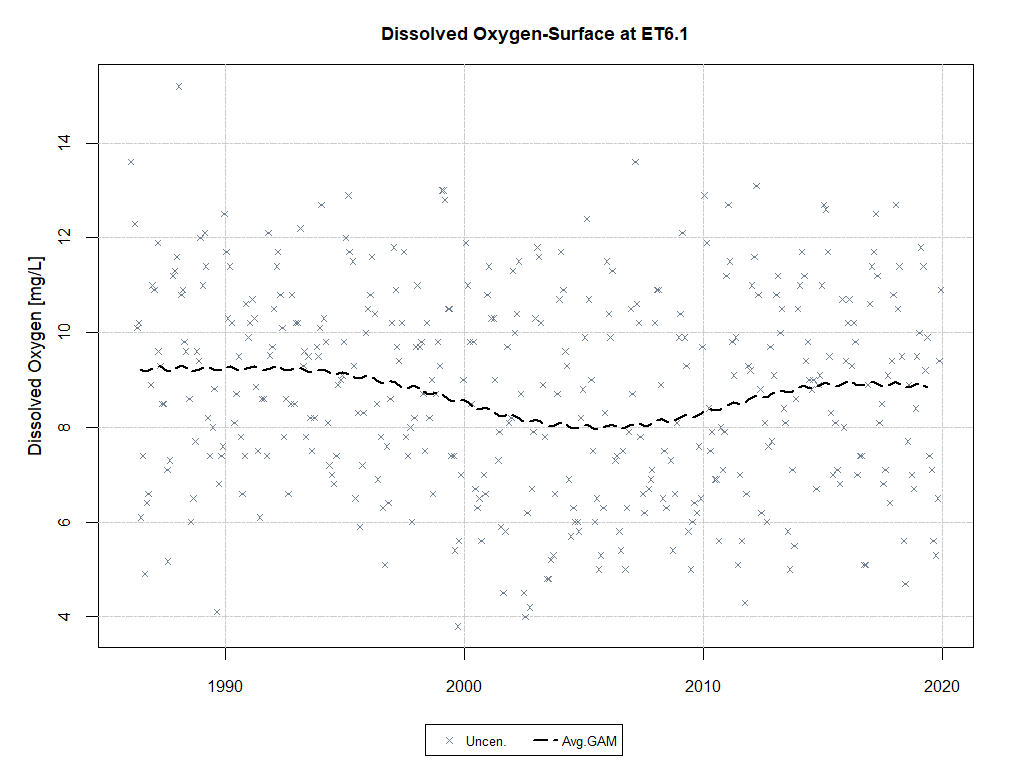 Dissolved Oxygen-Surface at ET6.1
Dissolved Oxygen [mg/L]
14
12
10
8
6
4
1990 2000 2010 2020
Uncen. Avg.GAM